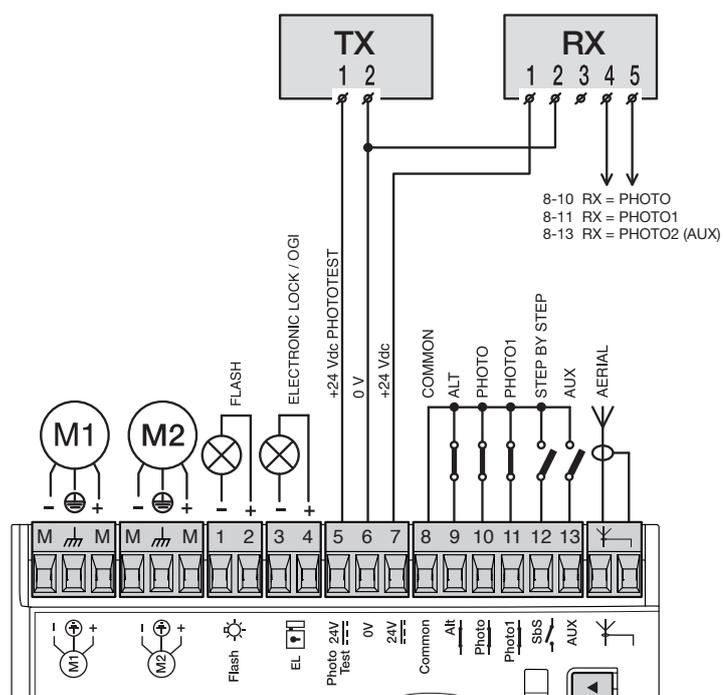 TX
1 2
RX
1 2 3 4 5
8-10 RX = PHOTO
8-11 RX = PHOTO1
8-13 RX = PHOTO2 (AUX)
FLASH
ELECTRONIC LOCK / OGI
+24 Vdc PHOTOTEST
0 V
+24 Vdc
COMMON
ALT
PHOTO
PHOTO1
STEP BY STEP
AUX
AERIAL
M1
M2
- +
- +
- +
- +
M M M M 1 2 3 4 5 6 7 8 9 10 11 12 13
- +
M1
- +
M2
Flash
EL
Photo 24V
Test
0V
24V
Common
Alt
Photo
Photo1
SbS
AUX